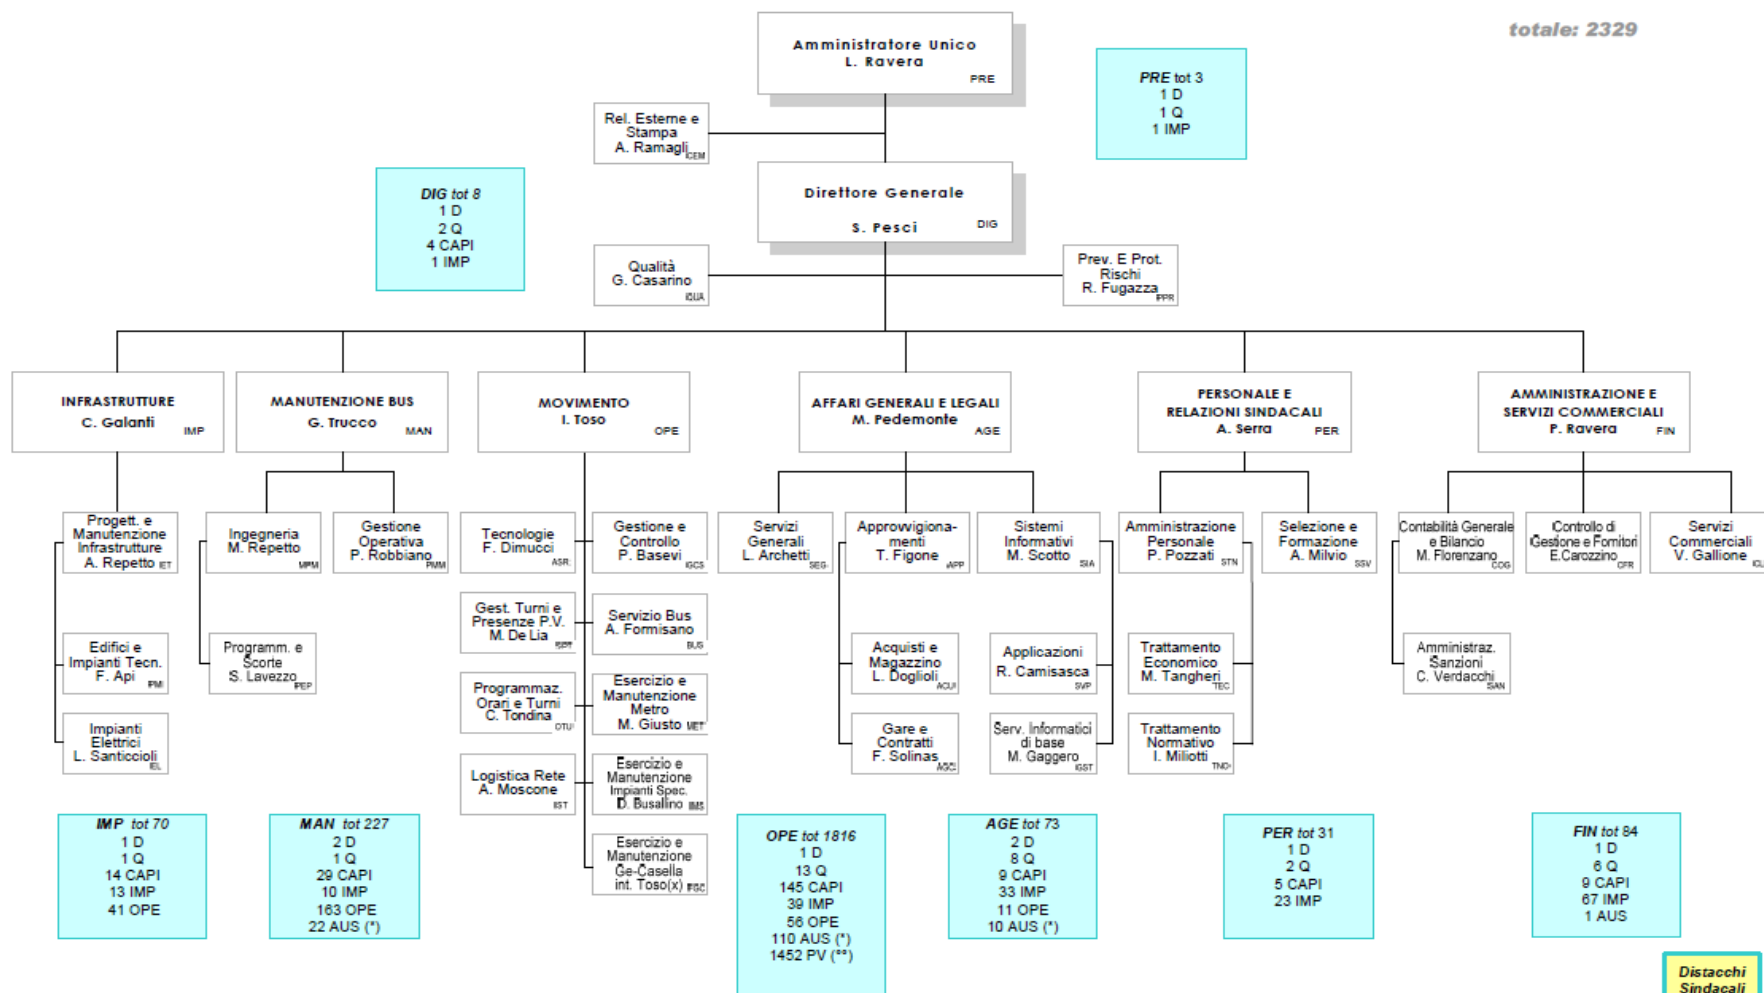 totale: 2329
Amministratore Unico
L. Ravera
PRE
PRE tot 3
1 D
1 Q
1 IMP
Rel. Esterne e
Stampa
A. Ramagli
DIG tot 8
1 D
2 Q
4 CAPI
1 IMP
Direttore Generale
S. Pesci
DIG
Qualità
G. Casarino
Prev. E Prot.
Rischi
R. Fugazza
INFRASTRUTTURE
C. Galanti
IMP
MANUTENZIONE BUS
G. Trucco
MAN
MOVIMENTO
I. Toso
OPE
AFFARI GENERALI E LEGALI
M. Pedemonte
AGE
PERSONALE E
RELAZIONI SINDACALI
A. Serra
PER
AMMINISTRAZIONE E
SERVIZI COMMERCIALI
P. Ravera
FIN
Progett. e
Manutenzione
Infrastrutture
A. Repetto
Ingegneria
M. Repetto
MPM
Gestione
Operativa
P. Robbiano
PMM
Tecnologie
F. Dimucci
Gestione e
Controllo
P. Basevi
Servizi
Generali
L. Archetti
Approvvigiona-
menti
T. Figone
Sistemi
Informativi
M. Scotto
Amministrazione
Personale
P. Pozzati
STN
Selezione e
Formazione
A. Milvio
SSV
Contabilità Generale
e Bilancio
M. Florenzano
COG
Controllo di
Gestione e Fornitori
E.Carozzino
CFR
Servizi
Commerciali
V. Gallione
Gest. Turni e
Presenze P.V.
M. De Lia
Servizio Bus
A. Formisano
BUS
Edifici e
Impianti Tecn.
F. Api
Programm. e
Scorte
S. Lavezzo
Acquisti e
Magazzino
L. Doglioli
Applicazioni
R. Camisasca
SVP
Trattamento
Economico
M. Tangheri
TEC
Amministraz.
Sanzioni
C. Verdacchi
SAN
Programmaz.
Orari e Turni
C. Tondina
Esercizio e
Manutenzione
Metro
M. Giusto
MET
Impianti
Elettrici
L. Santiccioli
Gare e
Contratti
F. Solinas
Serv. Informatici
di base
M. Gaggero
Trattamento
Normativo
I. Miliotti
Logistica Rete
A. Moscone
Esercizio e
Manutenzione
Impianti Spec.
D. Busallino
Esercizio e
Manutenzione
Ge-Casella
int. Toso(x)
IMP tot 70
1 D
1 Q
14 CAPI
13 IMP
41 OPE
MAN tot 227
2 D
1 Q
29 CAPI
10 IMP
163 OPE
22 AUS (*)
OPE tot 1816
1 D
13 Q
145 CAPI
39 IMP
56 OPE
110 AUS (*)
1452 PV (°°)
AGE tot 73
2 D
8 Q
9 CAPI
33 IMP
11 OPE
10 AUS (*)
PER tot 31
1 D
2 Q
5 CAPI
23 IMP
FIN tot 84
1 D
6 Q
9 CAPI
67 IMP
1 AUS
Distacchi
Sindacali